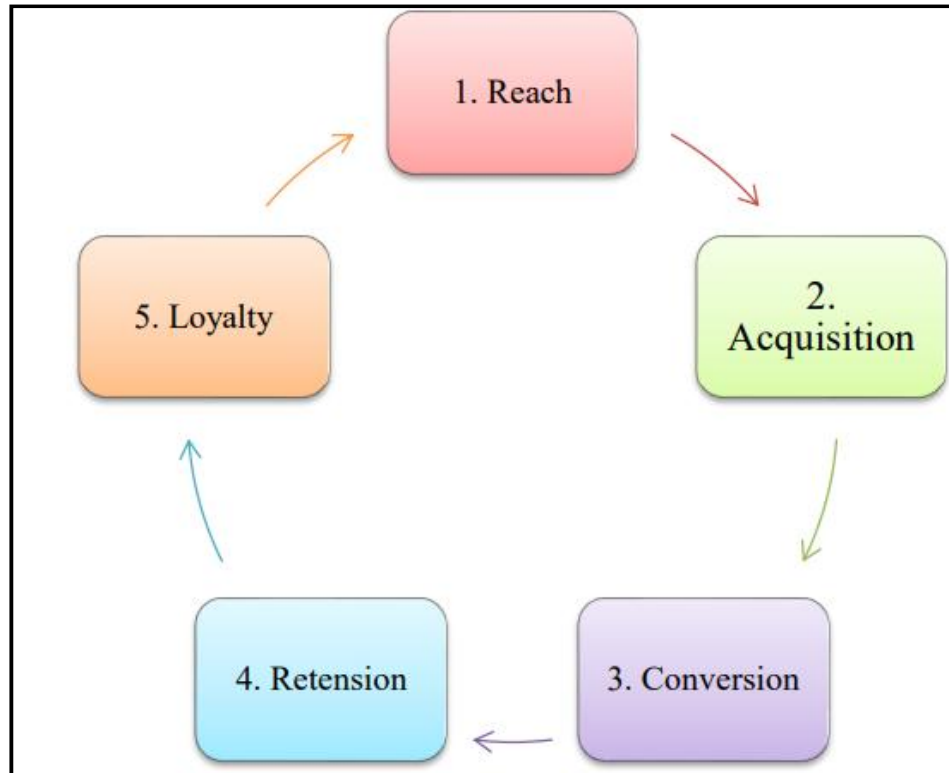 1. Reach
2.
Acquisition
3. Conversion
4. Retension
5. Loyalty